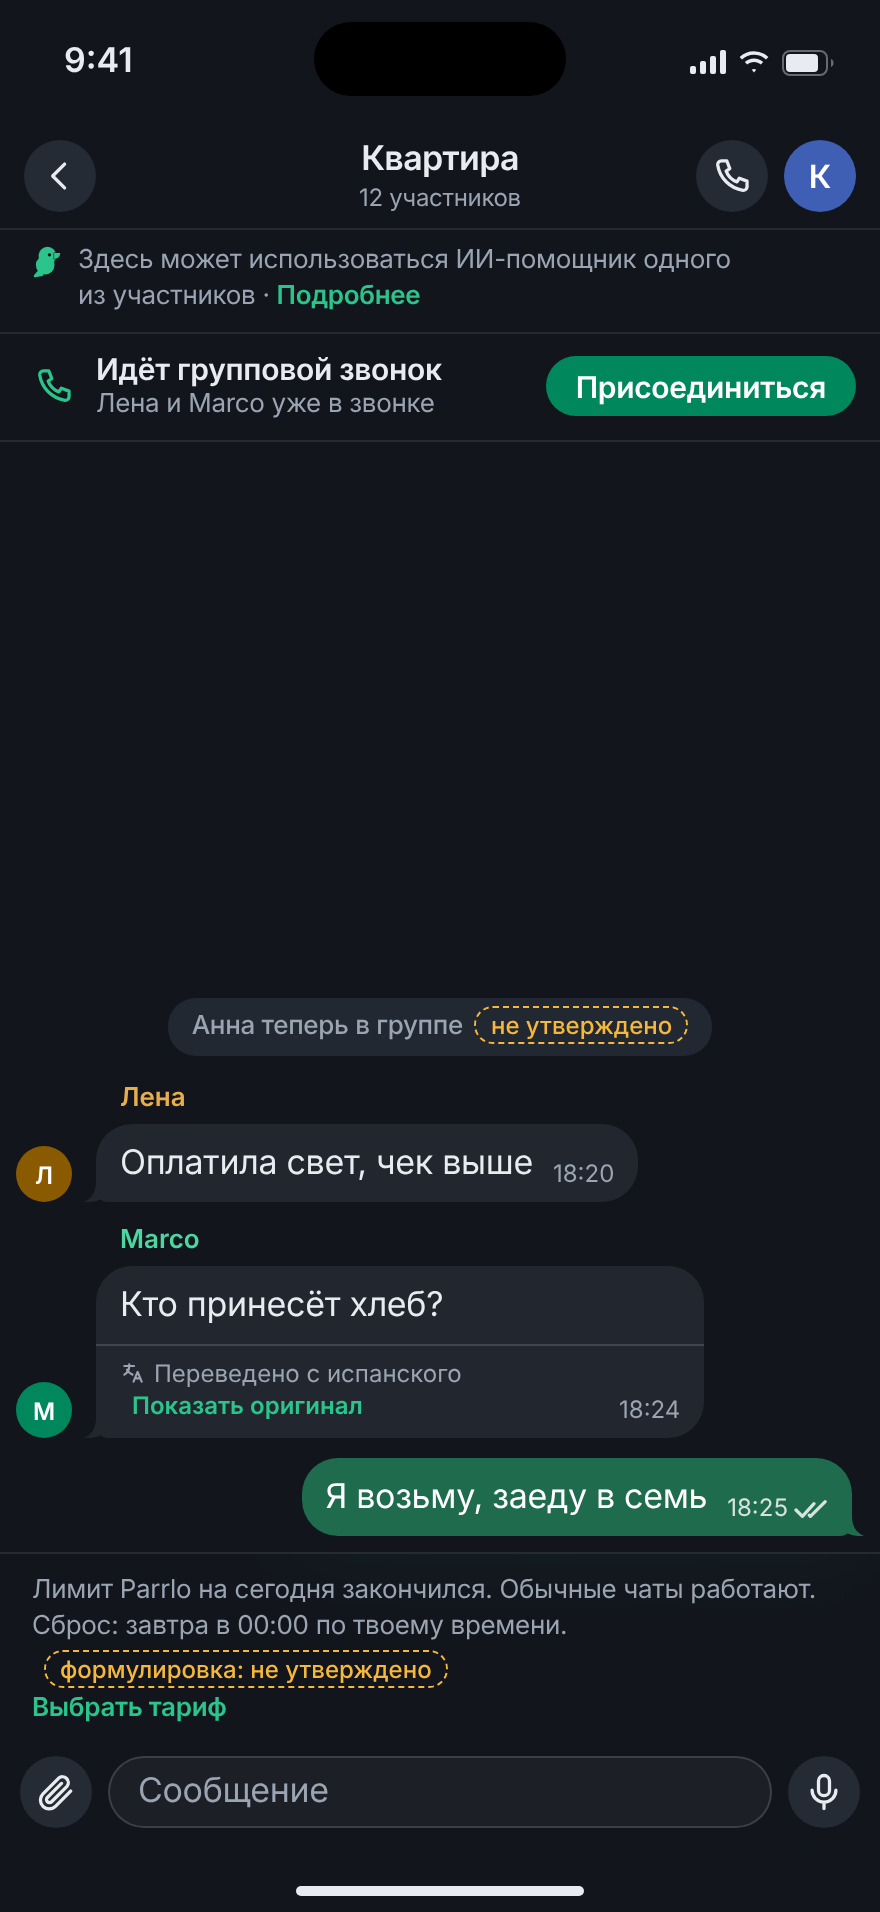 9:41
Квартира
12 участников
К
Здесь может использоваться ИИ-помощник одного
из участников · Подробнее
Идёт групповой звонок
Лена и Marco уже в звонке
Присоединиться
Анна теперь в группе не утверждено
Лена
Л
Оплатила свет, чек выше 18:20
Marco
Кто принесёт хлеб?
Переведено с испанского
М
Показать оригинал 18:24
Я возьму, заеду в семь 18:25
Лимит Parrlo на сегодня закончился. Обычные чаты работают.
Сброс: завтра в 00:00 по твоему времени.
формулировка: не утверждено
Выбрать тариф
Сообщение